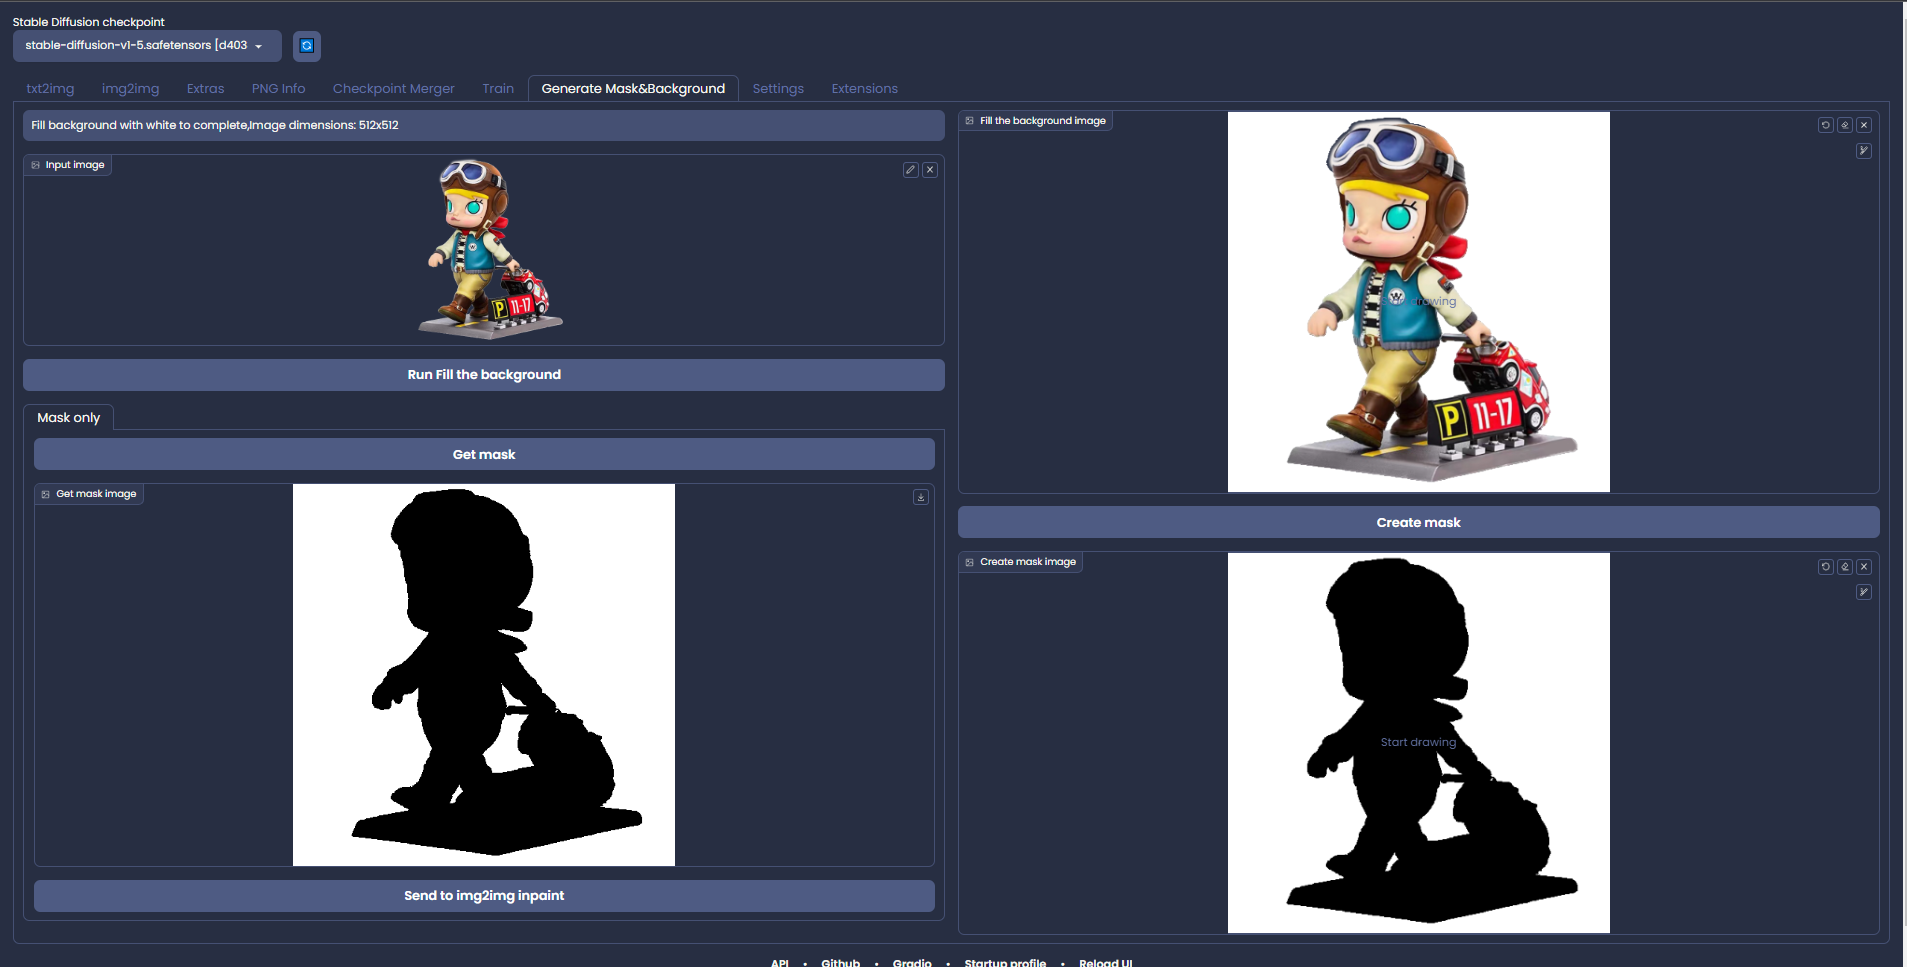 Stable Diffusion checkpoint
stable-diffusion-v1-5.safetensors [d403
txt2img img2img Extras PNG Info Checkpoint Merger Train Generate Mask&Background Settings Extensions
Fill background with white to complete,Image dimensions: 512x512
Input image
P 11-17
Run Fill the background
Mask only
Get mask
Get mask image
Send to img2img inpaint
Fill the background image
W
drawing
P 11-17
Create mask
Create mask image
Start drawing
API • Github • Gradio • Startup profile • Reload UI